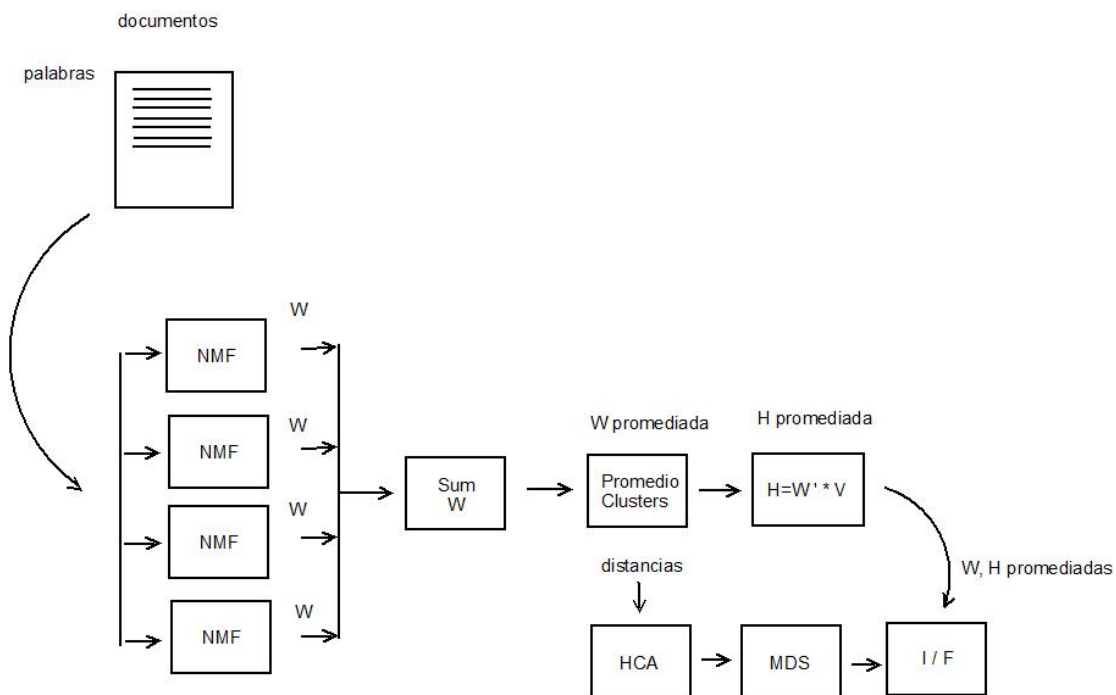 documentos
palabras
W
NMF
W
NMF
W
NMF
W
NMF
Sum
W
W promediada
Promedio
Clusters
H promediada
H=W ' * V
W, H promediadas
distancias
HCA
MDS
I / F